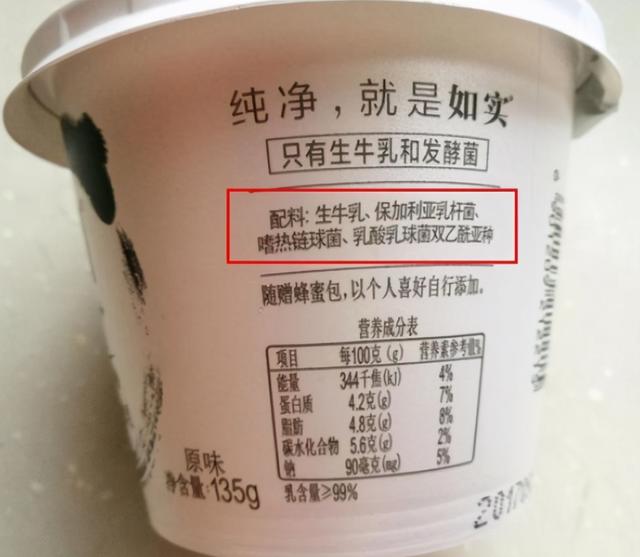 纯净，就是如实
只有生牛乳和发酵菌
配料: 生牛乳、保加利亚乳杆菌、
嗜热链球菌、乳酸乳球菌双乙酰亚种
随赠蜂蜜包,以个人喜好自行添加。
营养成分表
项目 每100克 (g) 营养素参考值%
能量 344千焦(kJ) 4%
蛋白质 4.2克(g) 7%
脂肪 4.8克(g) 8%
碳水化合物 5.6克(g) 2%
钠 90毫克(mg) 5%
乳含量≥99%
原味
净含量:135g